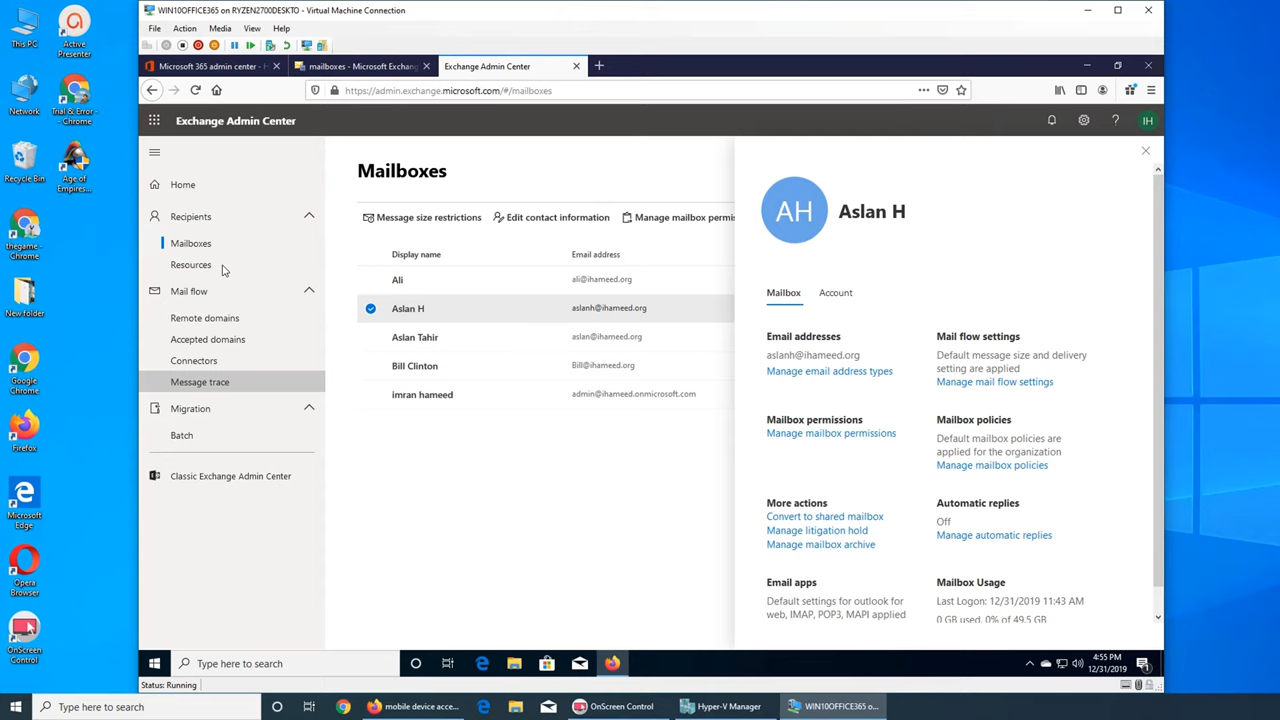 This PC
Active
Presenter
Network
Trial & Error -
- Chrome
Recycle Bin
Age of
Empires...
thegame -
Chrome
New folder
Google
Chrome
Firefox
Microsoft
Edge
Opera
Browser
OnScreen
Control
WIN10OFFICE365 on RYZEN2700DESKTO - Virtual Machine Connection
File Action Media View Help
Microsoft 365 admin center - H
mailboxes - Microsoft Exchang
Exchange Admin Center
https://admin.exchange.microsoft.com/#/mailboxes
Exchange Admin Center
IH
Home
Recipients
Mailboxes
Resources
Mail flow
Remote domains
Accepted domains
Connectors
Message trace
Migration
Batch
Classic Exchange Admin Center
Mailboxes
Message size restrictions Edit contact information Manage mailbox permis
Display name Email address
Ali ali@ihameed.org
Aslan H aslanh@ihameed.org
Aslan Tahir aslan@ihameed.org
Bill Clinton Bill@ihameed.org
imran hameed admin@ihameed.onmicrosoft.com
AH
Aslan H
Mailbox Account
Email addresses
aslanh@ihameed.org
Manage email address types
Mail flow settings
Default message size and delivery
setting are applied
Manage mail flow settings
Mailbox permissions
Manage mailbox permissions
Mailbox policies
Default mailbox policies are
applied for the organization
Manage mailbox policies
More actions
Convert to shared mailbox
Manage litigation hold
Manage mailbox archive
Automatic replies
Off
Manage automatic replies
Email apps
Default settings for outlook for
web, IMAP, POP3, MAPI applied
Mailbox Usage
Last Logon: 12/31/2019 11:43 AM
0 GB used, 0% of 49.5 GB
Type here to search
4:55 PM
12/31/2019
1
Status: Running
Type here to search
mobile device acce...
OnScreen Control
Hyper-V Manager
WIN10OFFICE365 o...